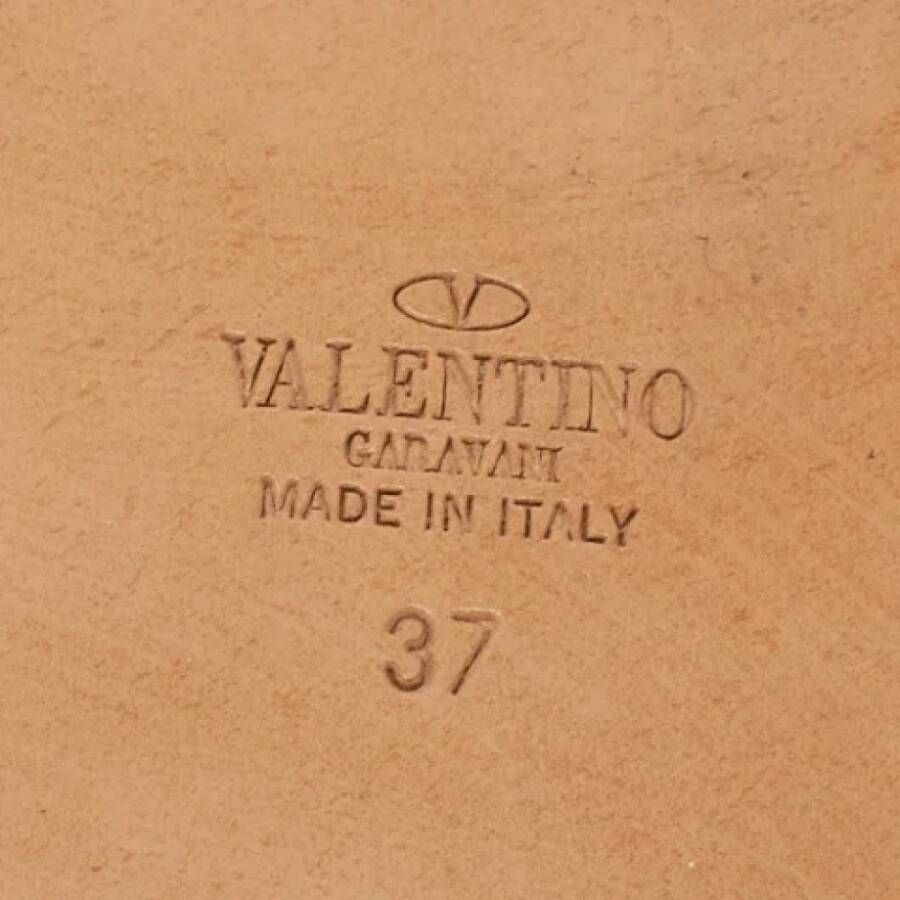 V
VALENTINO
GARAVANI
MADE IN ITALY
37